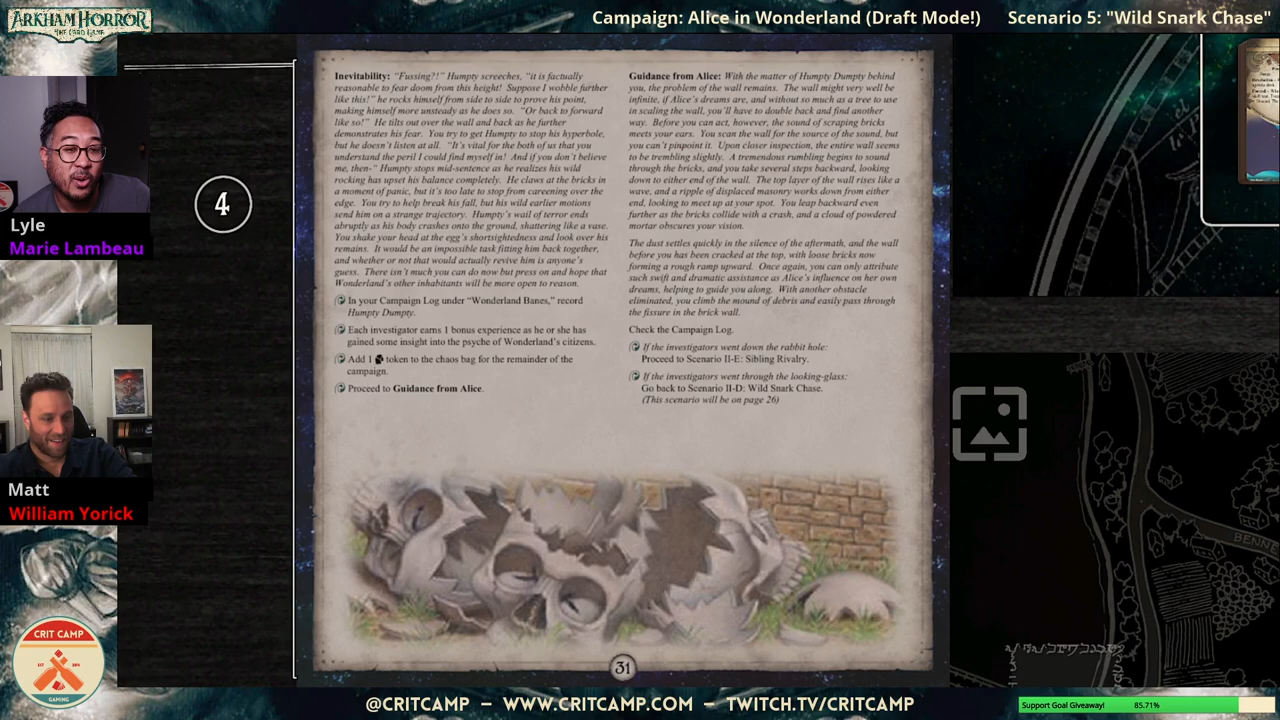 ARKHAM HORROR
THE CARD GAME
Campaign: Alice in Wonderland (Draft Mode!)
Scenario 5: "Wild Snark Chase"
Lyle
Marie Lambeau
4
Matt
William Yorick
CRIT CAMP
GAMING
Inevitability: "Fussing?!" Humpty screeches, "it is factually
reasonable to fear doom from this height! Suppose I wobble further
like this!" he rocks himself from side to side to prove his point,
making himself more unsteady as he does so. "Or back to forward
like so!" He tilts out over the wall and back as he further
demonstrates his fear. You try to get Humpty to stop his hyperbole,
but he doesn't listen at all. "It's vital for the both of us that you
understand the peril I could find myself in! And if you don't believe
me, then-" Humpty stops mid-sentence as he realizes his wild
rocking has upset his balance completely. He claws at the bricks in
a moment of panic, but it's too late to stop from careening over the
edge. You try to help break his fall, but his wild earlier motions
send him on a strange trajectory. Humpty's wail of terror ends
abruptly as his body crashes onto the ground, shattering like a vase.
You shake your head at the egg's shortsightedness and look over his
remains. It would be an impossible task fitting him back together,
and whether or not that would actually revive him is anyone's
guess. There isn't much you can do now but press on and hope that
Wonderland's other inhabitants will be more open to reason.
In your Campaign Log under "Wonderland Banes," record
Humpty Dumpty.
Each investigator earns 1 bonus experience as he or she has
gained some insight into the psyche of Wonderland's citizens.
Add 1 token to the chaos bag for the remainder of the
campaign.
Proceed to Guidance from Alice.
Guidance from Alice: With the matter of Humpty Dumpty behind
you, the problem of the wall remains. The wall might very well be
infinite, if Alice's dreams are, and without so much as a tree to use
in scaling the wall, you'll have to double back and find another
way. Before you can act, however, the sound of scraping bricks
meets your ears. You scan the wall for the source of the sound, but
you can't pinpoint it. Upon closer inspection, the entire wall seems
to be trembling slightly. A tremendous rumbling begins to sound
through the bricks, and you take several steps backward, looking
down to either end of the wall. The top layer of the wall rises like a
wave, and a ripple of displaced masonry works down from either
end, looking to meet up at your spot. You leap backward even
further as the bricks collide with a crash, and a cloud of powdered
mortar obscures your vision.
The dust settles quickly in the silence of the aftermath, and the wall
before you has been cracked at the top, with loose bricks now
forming a rough ramp upward. Once again, you can only attribute
such swift and dramatic assistance as Alice's influence on her own
dreams, helping to guide you along. With another obstacle
eliminated, you climb the mound of debris and easily pass through
the fissure in the brick wall.
Check the Campaign Log.
If the investigators went down the rabbit hole:
Proceed to Scenario II-E: Sibling Rivalry.
If the investigators went through the looking-glass:
Go back to Scenario II-D: Wild Snark Chase.
(This scenario will be on page 26)
31
BENNE
@CRITCAMP – WWW.CRITCAMP.COM – TWITCH.TV/CRITCAMP
Support Goal Giveaway! 85.71%